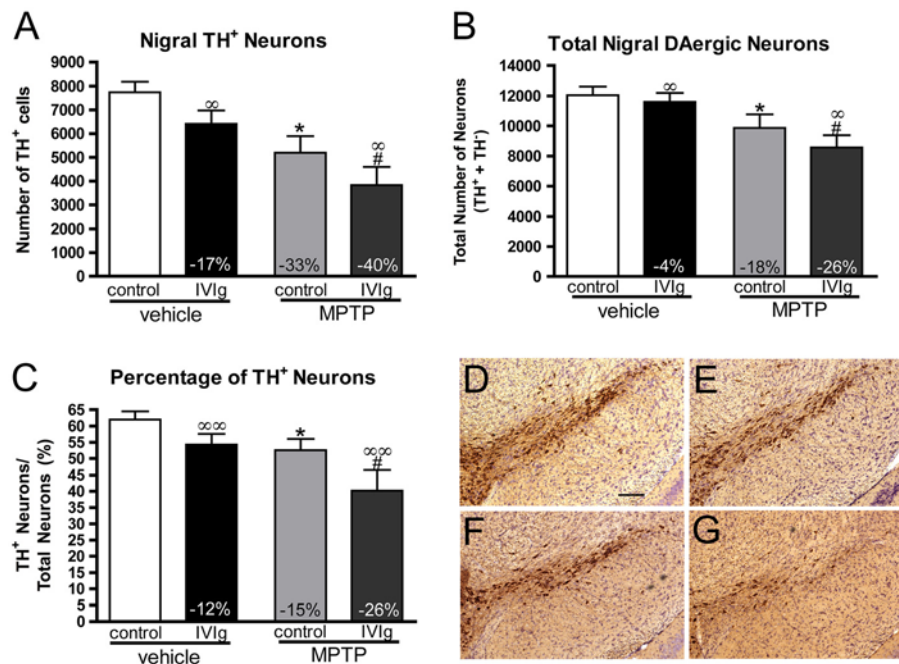 A
Nigral TH⁺ Neurons
Number of TH⁺ cells
9000
8000
7000
6000
5000
4000
3000
2000
1000
0
∞
*
∞
#
-17%
-33%
-40%
control IVIg control IVIg
vehicle MPTP
B
Total Nigral DAergic Neurons
Total Number of Neurons
(TH⁺ + TH⁻)
14000
12000
10000
8000
6000
4000
2000
0
∞
*
∞
#
-4%
-18%
-26%
control IVIg control IVIg
vehicle MPTP
C
Percentage of TH⁺ Neurons
TH⁺ Neurons/
Total Neurons (%)
65
60
55
50
45
40
35
30
25
20
15
10
5
0
∞∞
*
∞∞
#
-12%
-15%
-26%
control IVIg control IVIg
vehicle MPTP
D
E
F
G